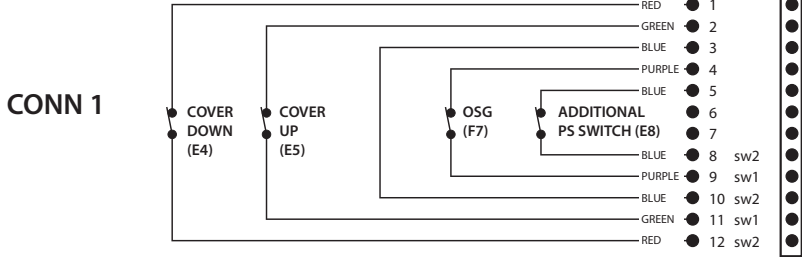 RED 1
GREEN 2
BLUE 3
PURPLE 4
BLUE 5
6
7
BLUE 8 sw2
PURPLE 9 sw1
BLUE 10 sw2
GREEN 11 sw1
RED 12 sw2
CONN 1
COVER
DOWN
(E4)
COVER
UP
(E5)
OSG
(F7)
ADDITIONAL
PS SWITCH (E8)